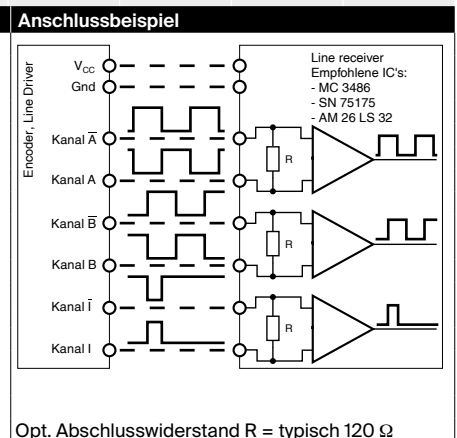 Anschlussbeispiel
Encoder, Line Driver
VCC
Gnd
Kanal A̅
Kanal A
Kanal B̅
Kanal B
Kanal I̅
Kanal I
Line receiver
Empfohlene IC's:
- MC 3486
- SN 75175
- AM 26 LS 32
R
R
R
Opt. Abschlusswiderstand R = typisch 120 Ω